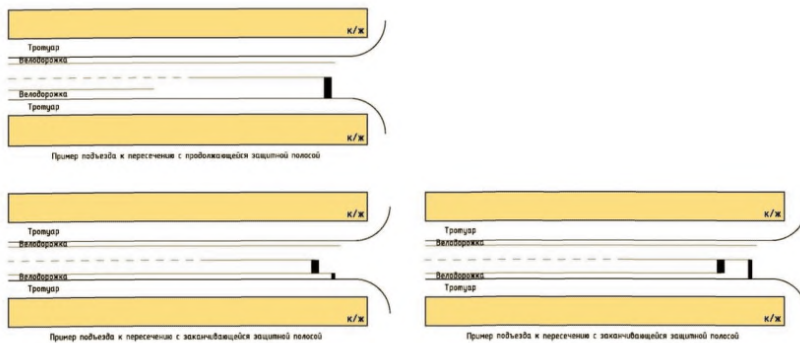 к/ж
Тротуар
Велодорожка
Велодорожка
Тротуар
к/ж
Пример подъезда к пересечению с продолжающейся защитной полосой
к/ж
Тротуар
Велодорожка
Велодорожка
Тротуар
к/ж
Пример подъезда к пересечению с заканчивающейся защитной полосой
к/ж
Тротуар
Велодорожка
Велодорожка
Тротуар
к/ж
Пример подъезда к пересечению с заканчивающейся защитной полосой